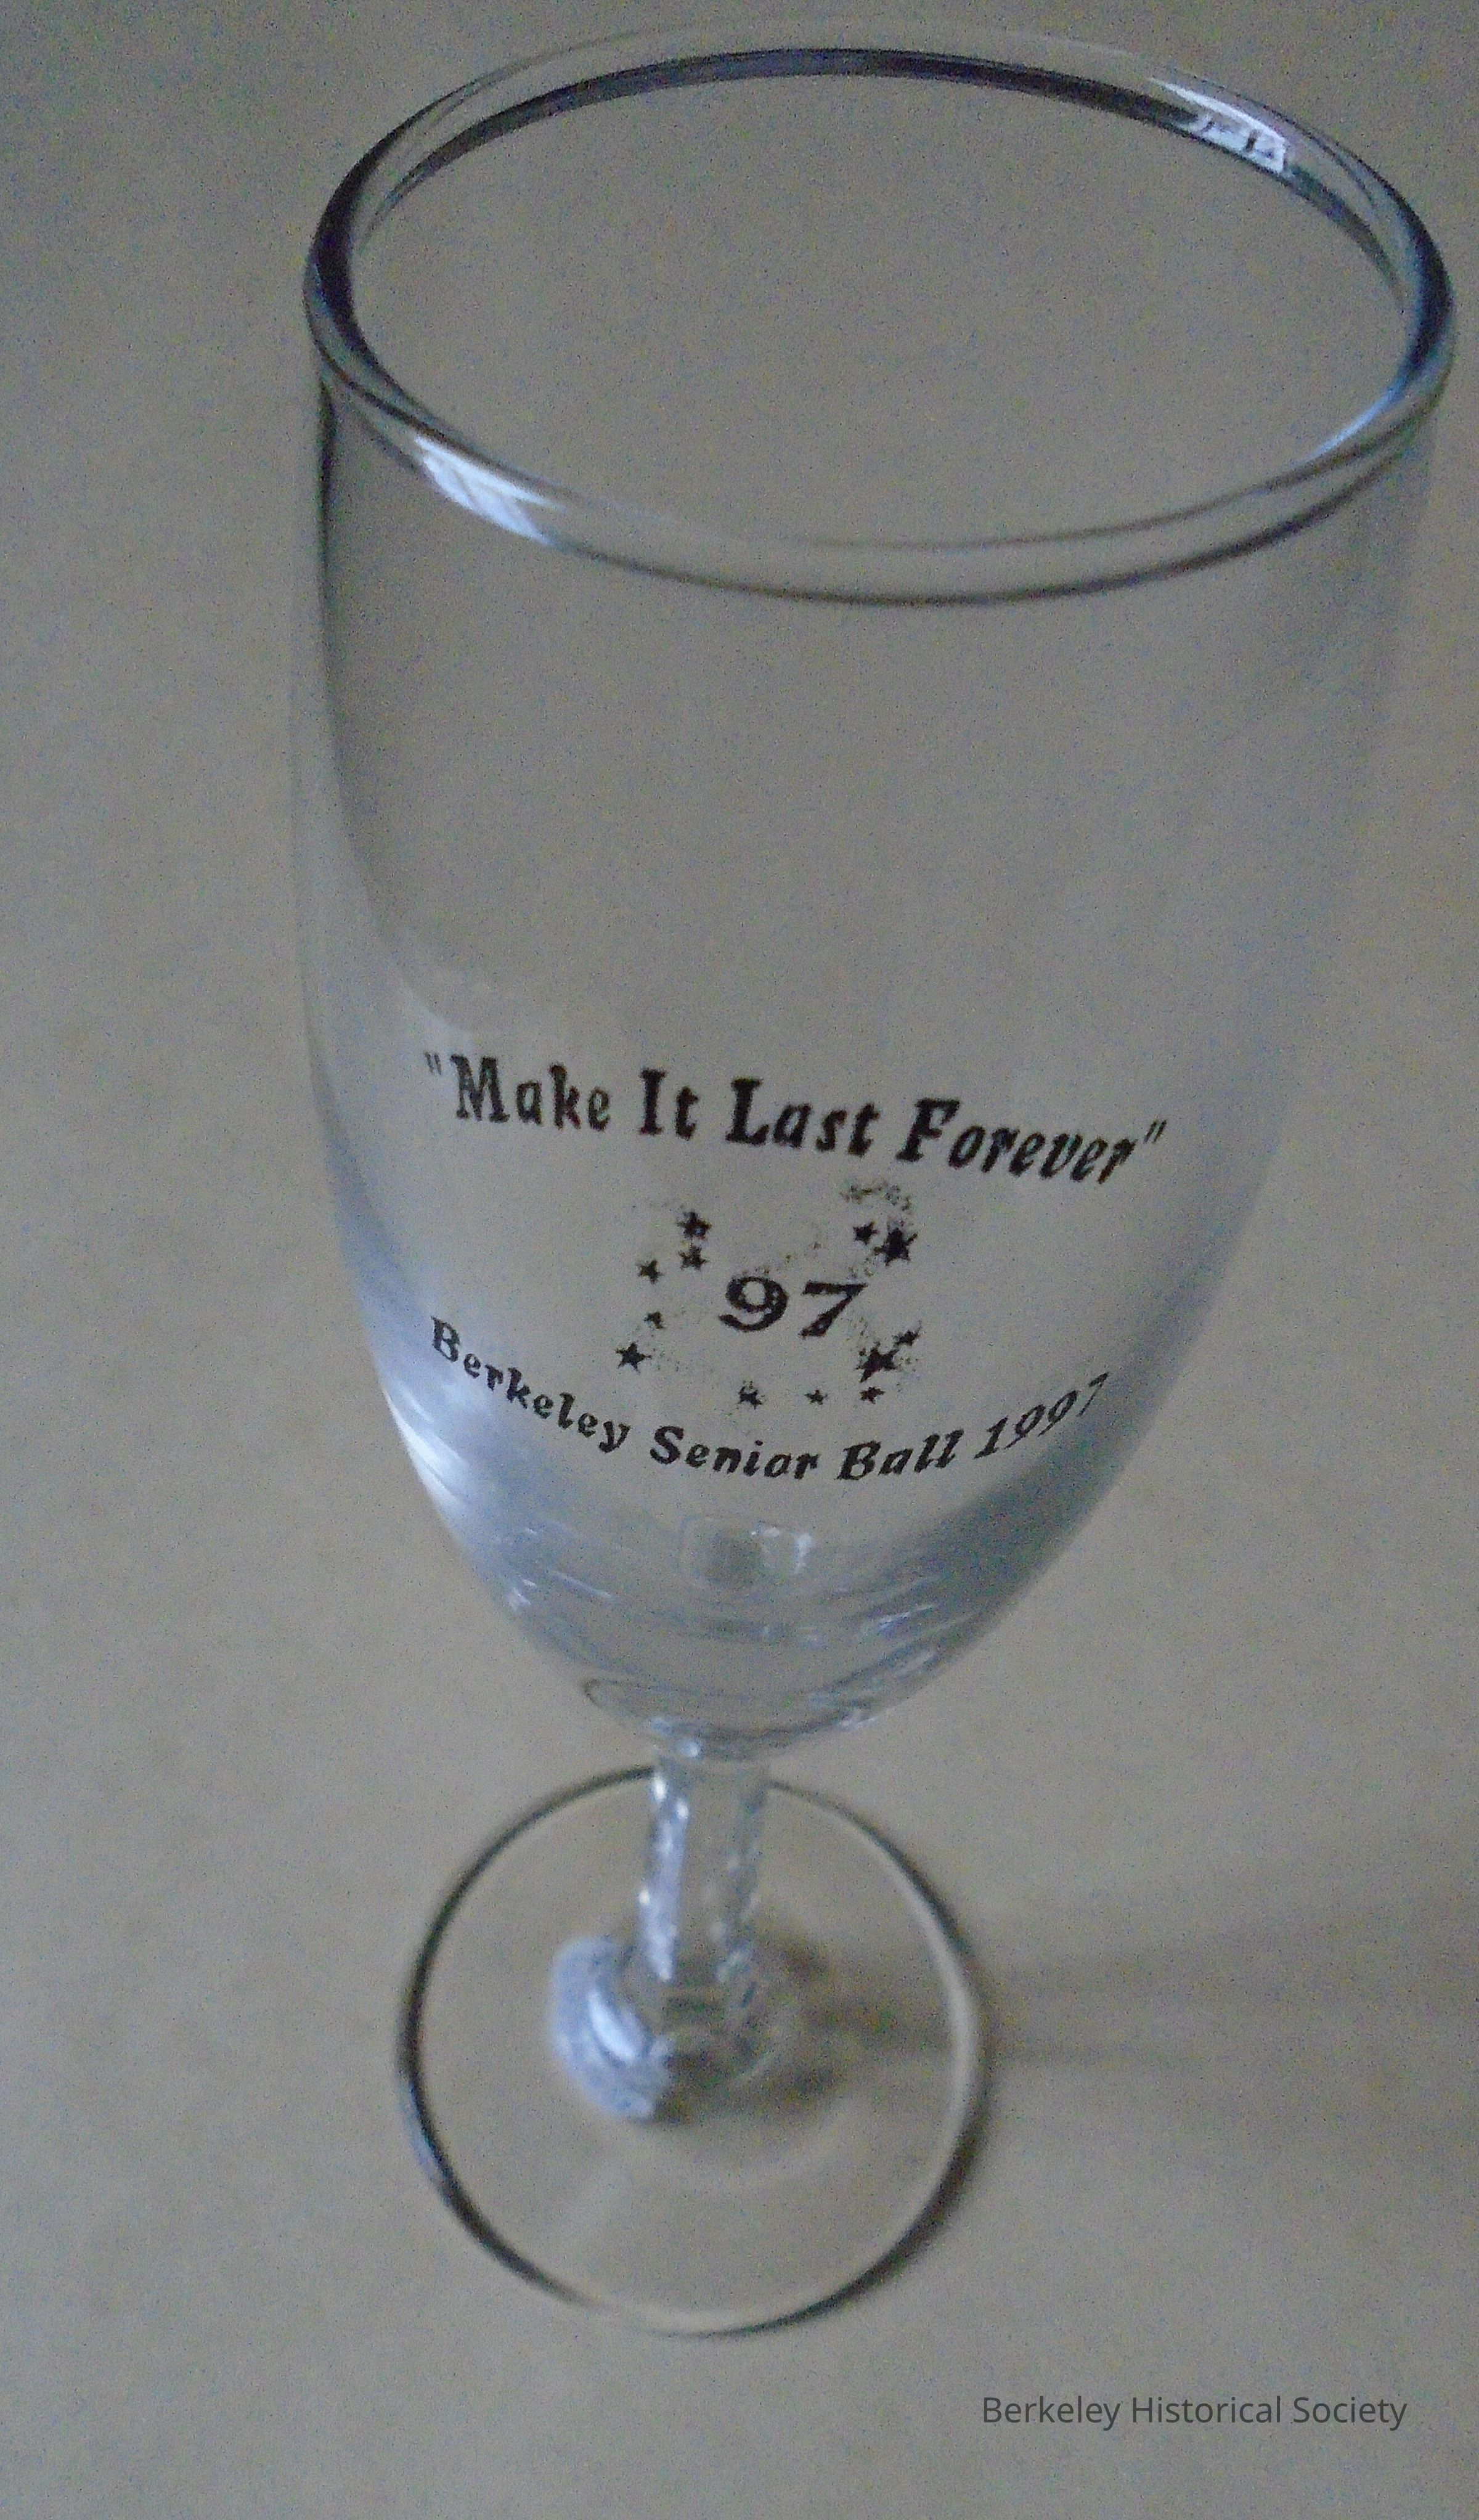 "Make It Last Forever"
97
Berkeley Senior Ball 1997
Berkeley Historical Society